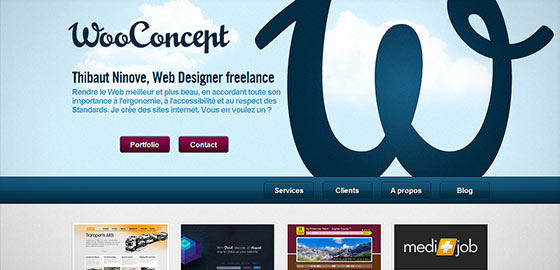 WooConcept
Thibaut Ninove, Web Designer freelance
Rendre le Web meilleur et plus beau, en accordant toute son
importance à l'ergonomie, à l'accessibilité et au respect des
Standards. Je crée des sites internet. Vous en voulez un ?
Portfolio
Contact
Services
Clients
A propos
Blog
Transports ARB
medi job